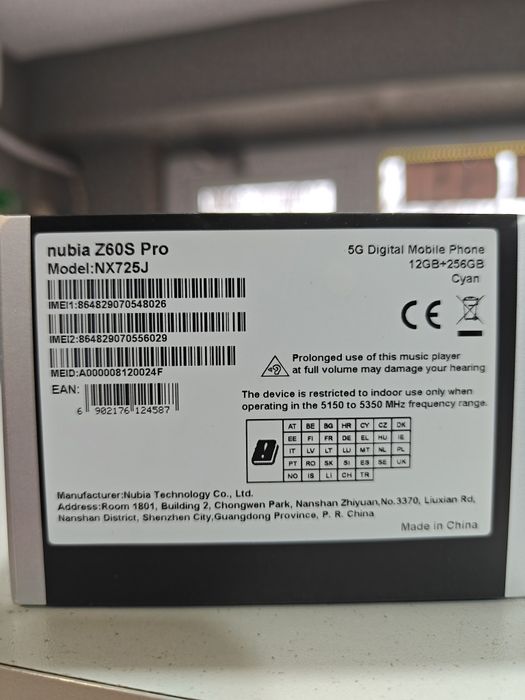 nubia Z60S Pro
Model:NX725J
5G Digital Mobile Phone
12GB+256GB
Cyan
IMEI1:864829070548026
IMEI2:864829070556029
MEID:A000008120024F
EAN:
6 902176 124587
CE
Prolonged use of this music player
at full volume may damage your hearing
The device is restricted to indoor use only when
operating in the 5150 to 5350 MHz frequency range.
AT BE BG HR CY CZ DK
EE FI FR DE EL HU IE
IT LV LT LU MT NL PL
PT RO SK SI ES SE UK
NO IS LI CH TR
Manufacturer:Nubia Technology Co., Ltd.
Address:Room 1801, Building 2, Chongwen Park, Nanshan Zhiyuan,No.3370, Liuxian Rd,
Nanshan District, Shenzhen City,Guangdong Province, P. R. China
Made in China